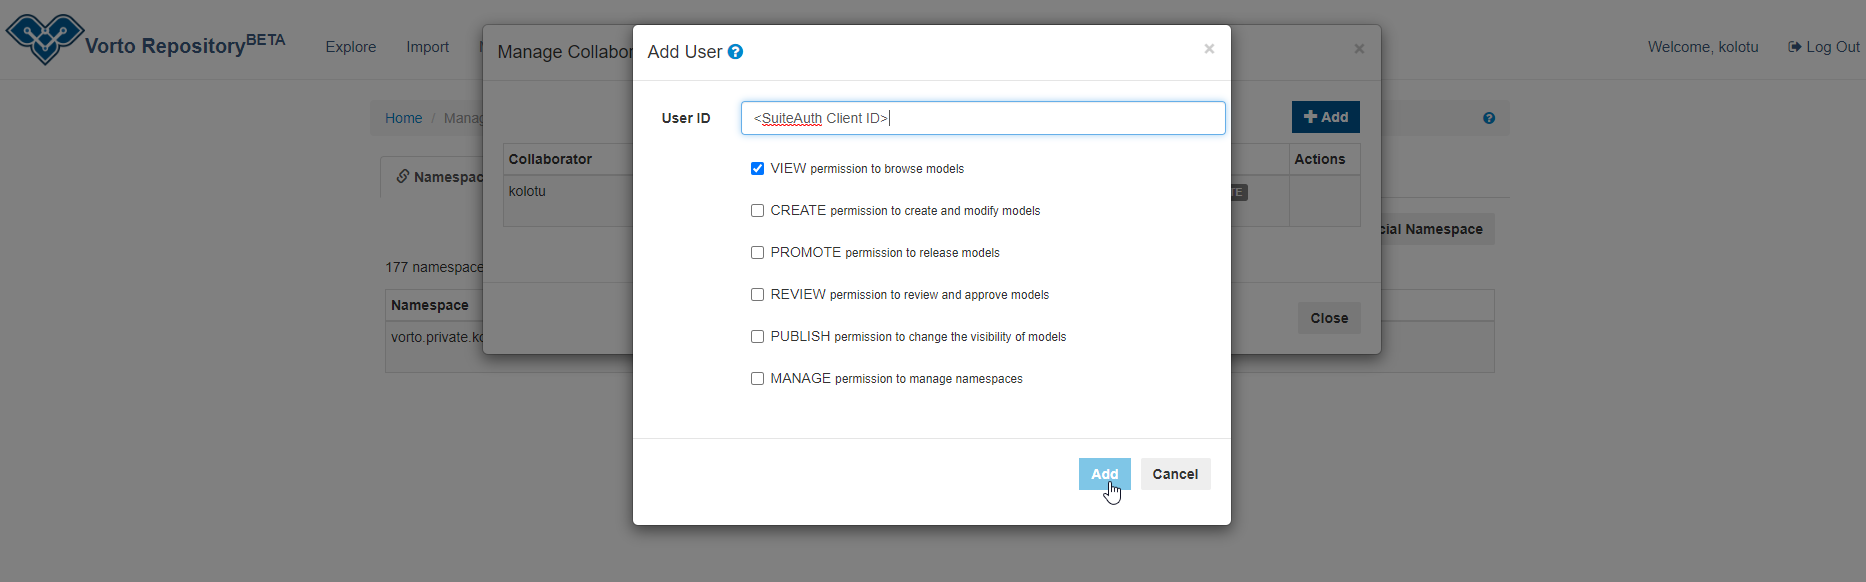 Vorto Repository BETA Explore Import Welcome, kolotu Log Out
Manage Collabor × 
Add User ? ×
User ID <SuiteAuth Client ID>
Home / Manag + Add ?
VIEW permission to browse models
Collaborator Actions
Namespac kolotu TE
CREATE permission to create and modify models
cial Namespace
PROMOTE permission to release models
177 namespace
REVIEW permission to review and approve models
Namespace
Close
vorto.private.ko
PUBLISH permission to change the visibility of models
MANAGE permission to manage namespaces
Add Cancel